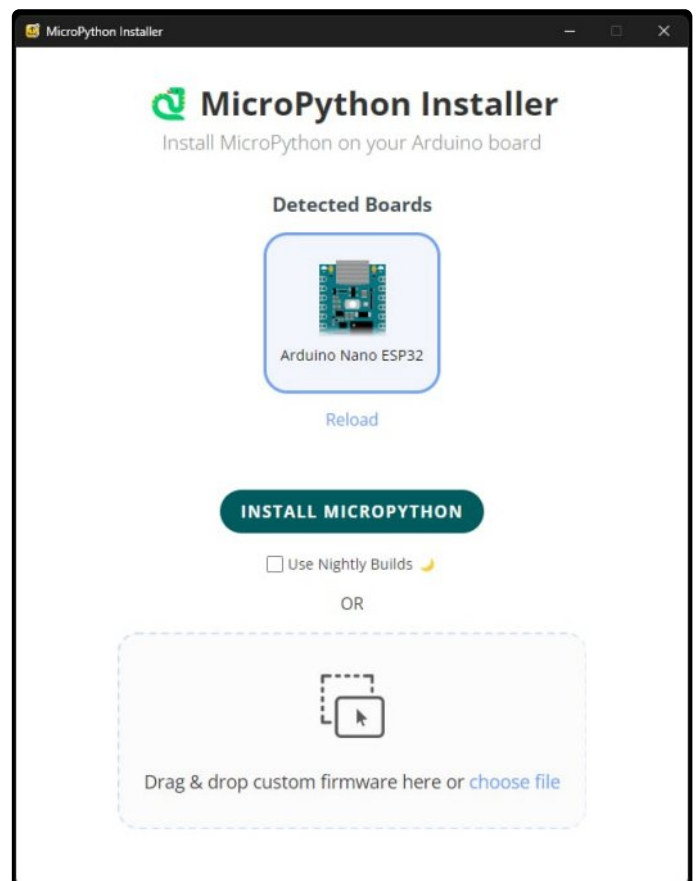 MicroPython Installer
MicroPython Installer
Install MicroPython on your Arduino board
Detected Boards
Arduino Nano ESP32
Reload
INSTALL MICROPYTHON
Use Nightly Builds 🌙
OR
Drag & drop custom firmware here or choose file